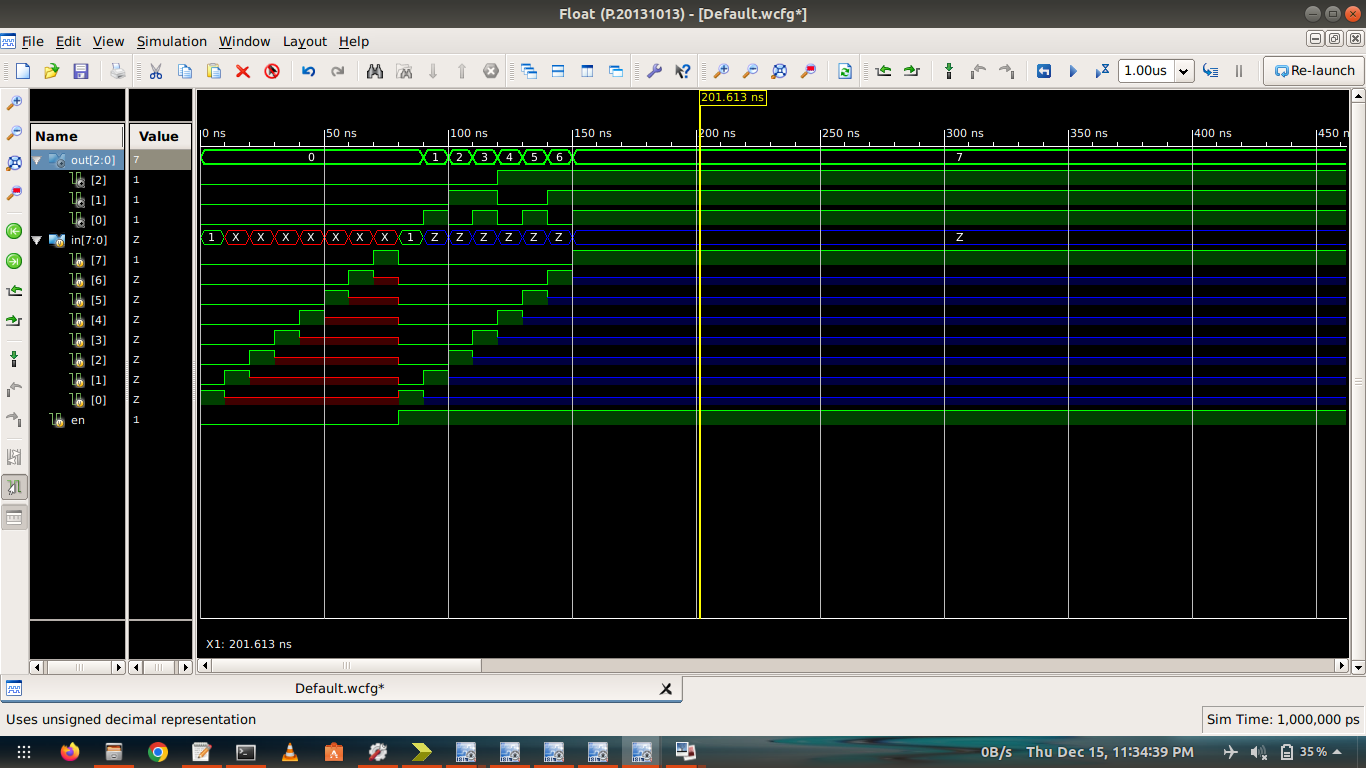 Float (P.20131013) - [Default.wcfg*]
File Edit View Simulation Window Layout Help
1.00us Re-launch
201.613 ns
Name Value
0 ns 50 ns 100 ns 150 ns 200 ns 250 ns 300 ns 350 ns 400 ns 450 n
out[2:0] 7 0 1 2 3 4 5 6 7
[2] 1
[1] 1
[0] 1
in[7:0] Z 1 X X X X X X X 1 Z Z Z Z Z Z Z
[7] 1
[6] Z
[5] Z
[4] Z
[3] Z
[2] Z
[1] Z
[0] Z
en 1
X1: 201.613 ns
Default.wcfg*
Uses unsigned decimal representation
Sim Time: 1,000,000 ps
0B/s Thu Dec 15, 11:34:39 PM 35%